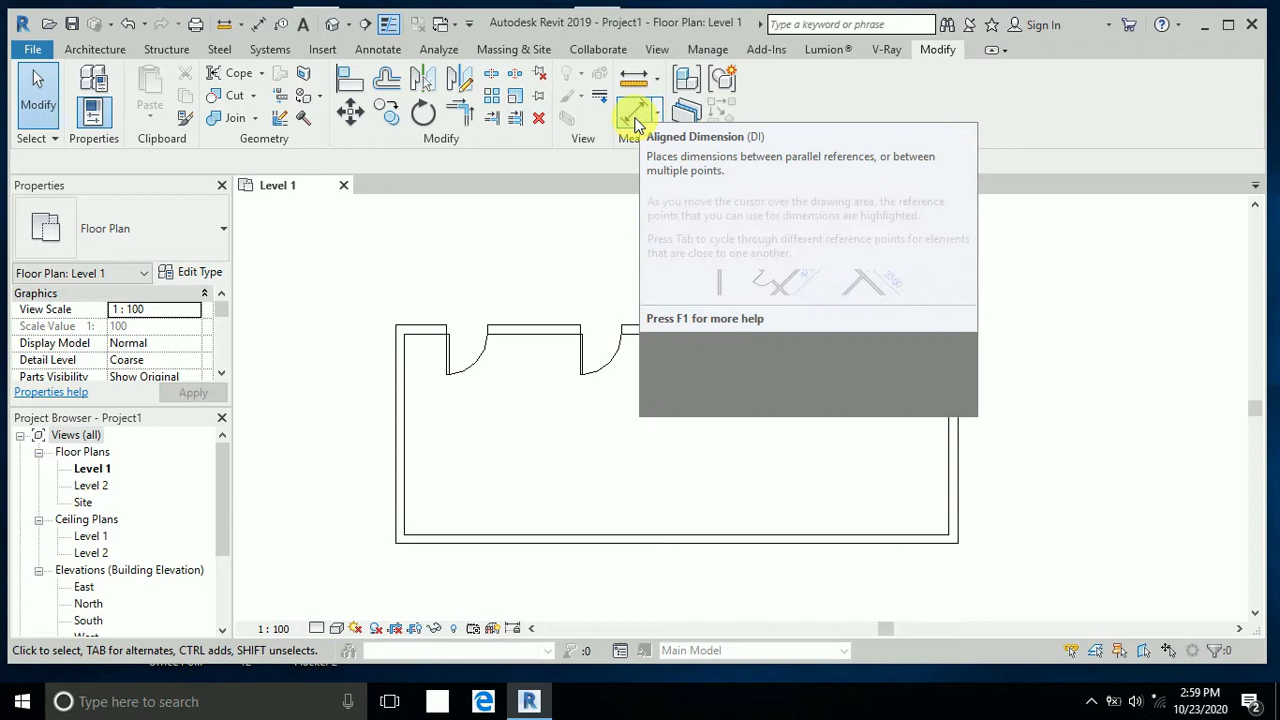 Autodesk Revit 2019 - Project1 - Floor Plan: Level 1
Type a keyword or phrase
Sign In
File Architecture Structure Steel Systems Insert Annotate Analyze Massing & Site Collaborate View Manage Add-Ins Lumion® V-Ray Modify
Modify
Paste
Cope
Cut
Join
Select Properties Clipboard Geometry Modify View Mea
Aligned Dimension (DI)
Places dimensions between parallel references, or between
multiple points.
As you move the cursor over the drawing area, the reference
points that you can use for dimensions are highlighted.
Press Tab to cycle through different reference points for elements
that are close to one another.
3500
Press F1 for more help
Properties
Level 1
Floor Plan
Floor Plan: Level 1
Edit Type
Graphics
View Scale 1 : 100
Scale Value 1: 100
Display Model Normal
Detail Level Coarse
Parts Visibility Show Original
Properties help
Apply
Project Browser - Project1
Views (all)
Floor Plans
Level 1
Level 2
Site
Ceiling Plans
Level 1
Level 2
Elevations (Building Elevation)
East
North
South
West
1 : 100
Click to select, TAB for alternates, CTRL adds, SHIFT unselects.
:0
Main Model
:0
Type here to search
2:59 PM
10/23/2020
2